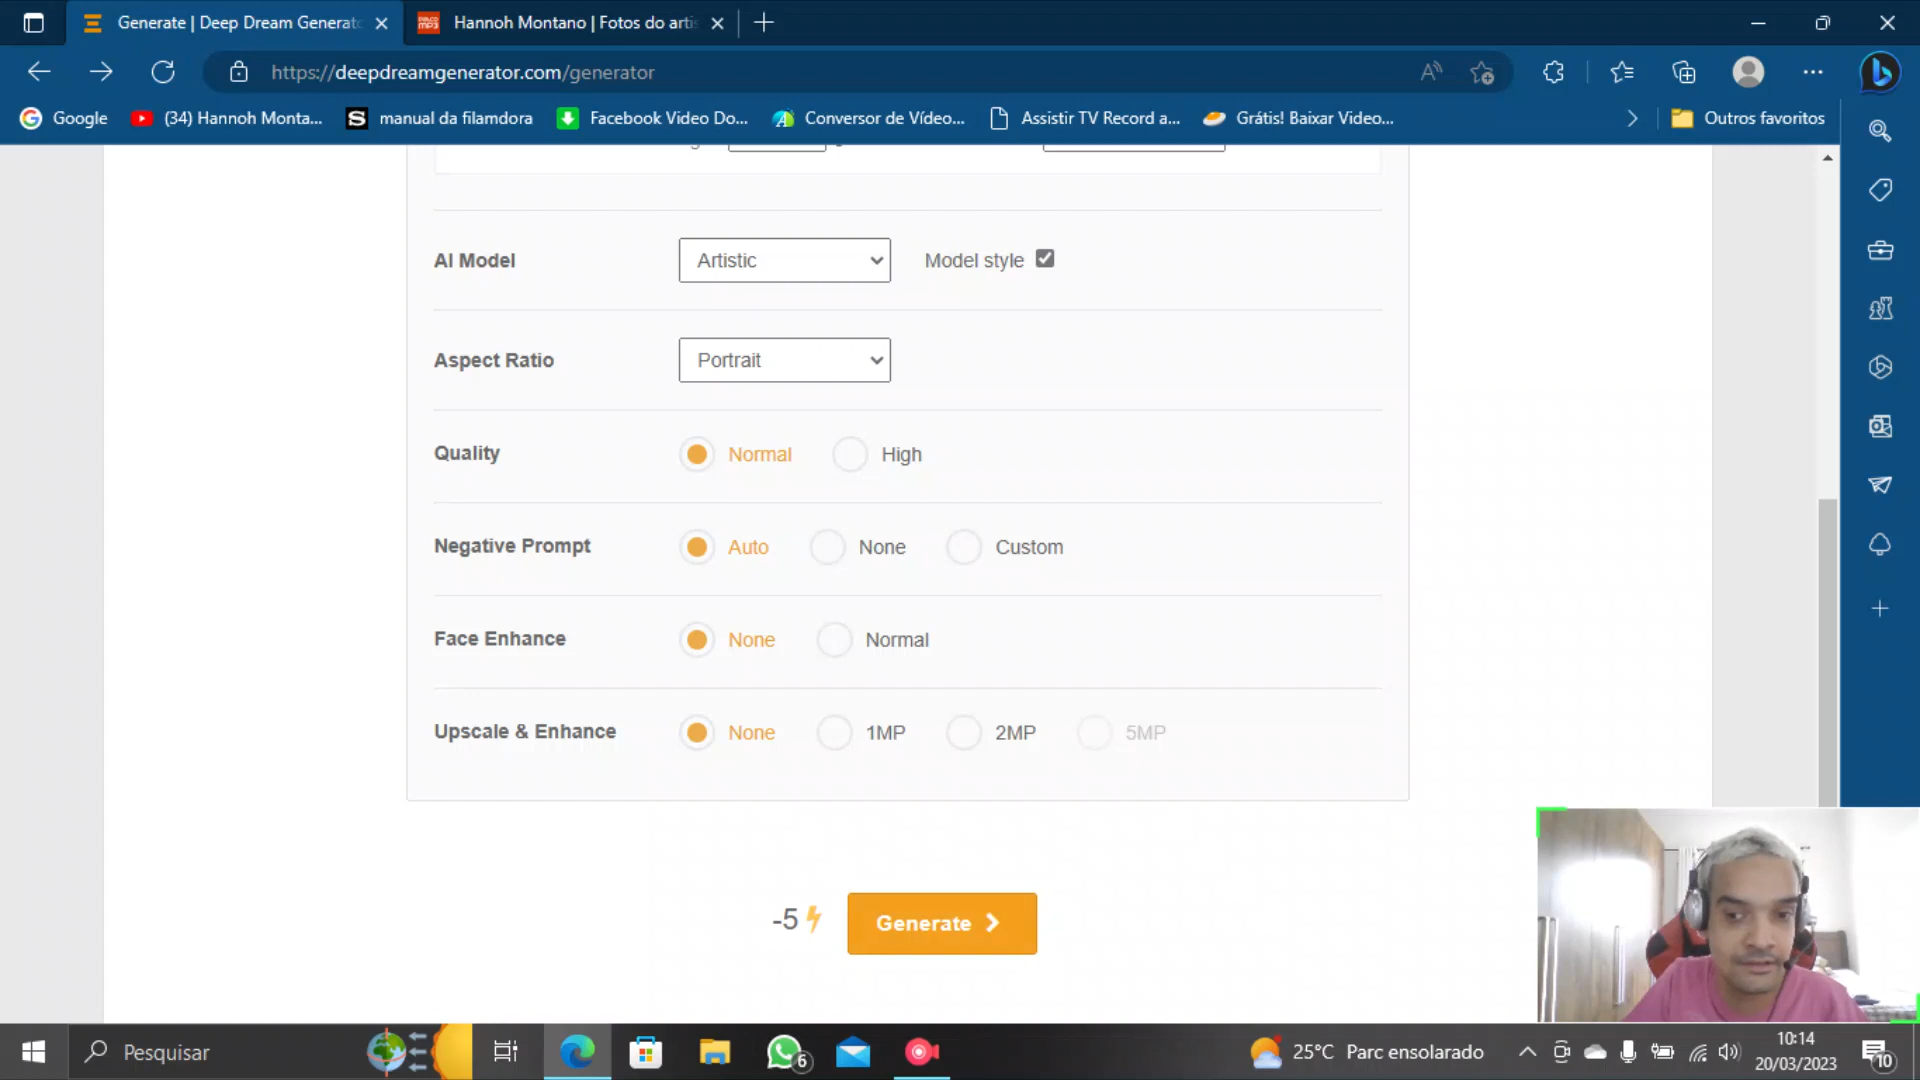 Generate | Deep Dream Generato
Hannoh Montano | Fotos do arti
https://deepdreamgenerator.com/generator
Google
(34) Hannoh Monta...
manual da filamdora
Facebook Video Do...
Conversor de Vídeo...
Assistir TV Record a...
Grátis! Baixar Video...
Outros favoritos
AI Model
Artistic
Model style
Aspect Ratio
Portrait
Quality
Normal
High
Negative Prompt
Auto
None
Custom
Face Enhance
None
Normal
Upscale & Enhance
None
1MP
2MP
5MP
-5
Generate
Pesquisar
6
25°C Parc ensolarado
10:14
20/03/2023
10